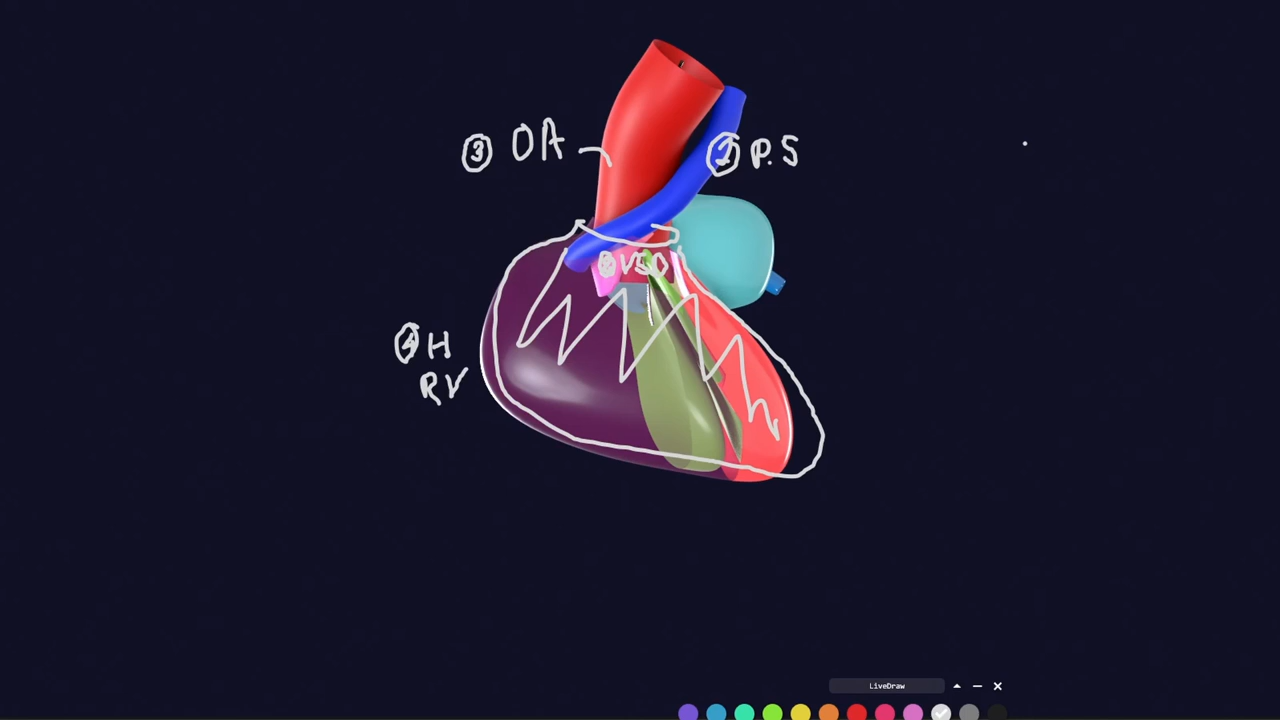 ③ OA
① P.S
② VSD
④ H
RV
LiveDraw